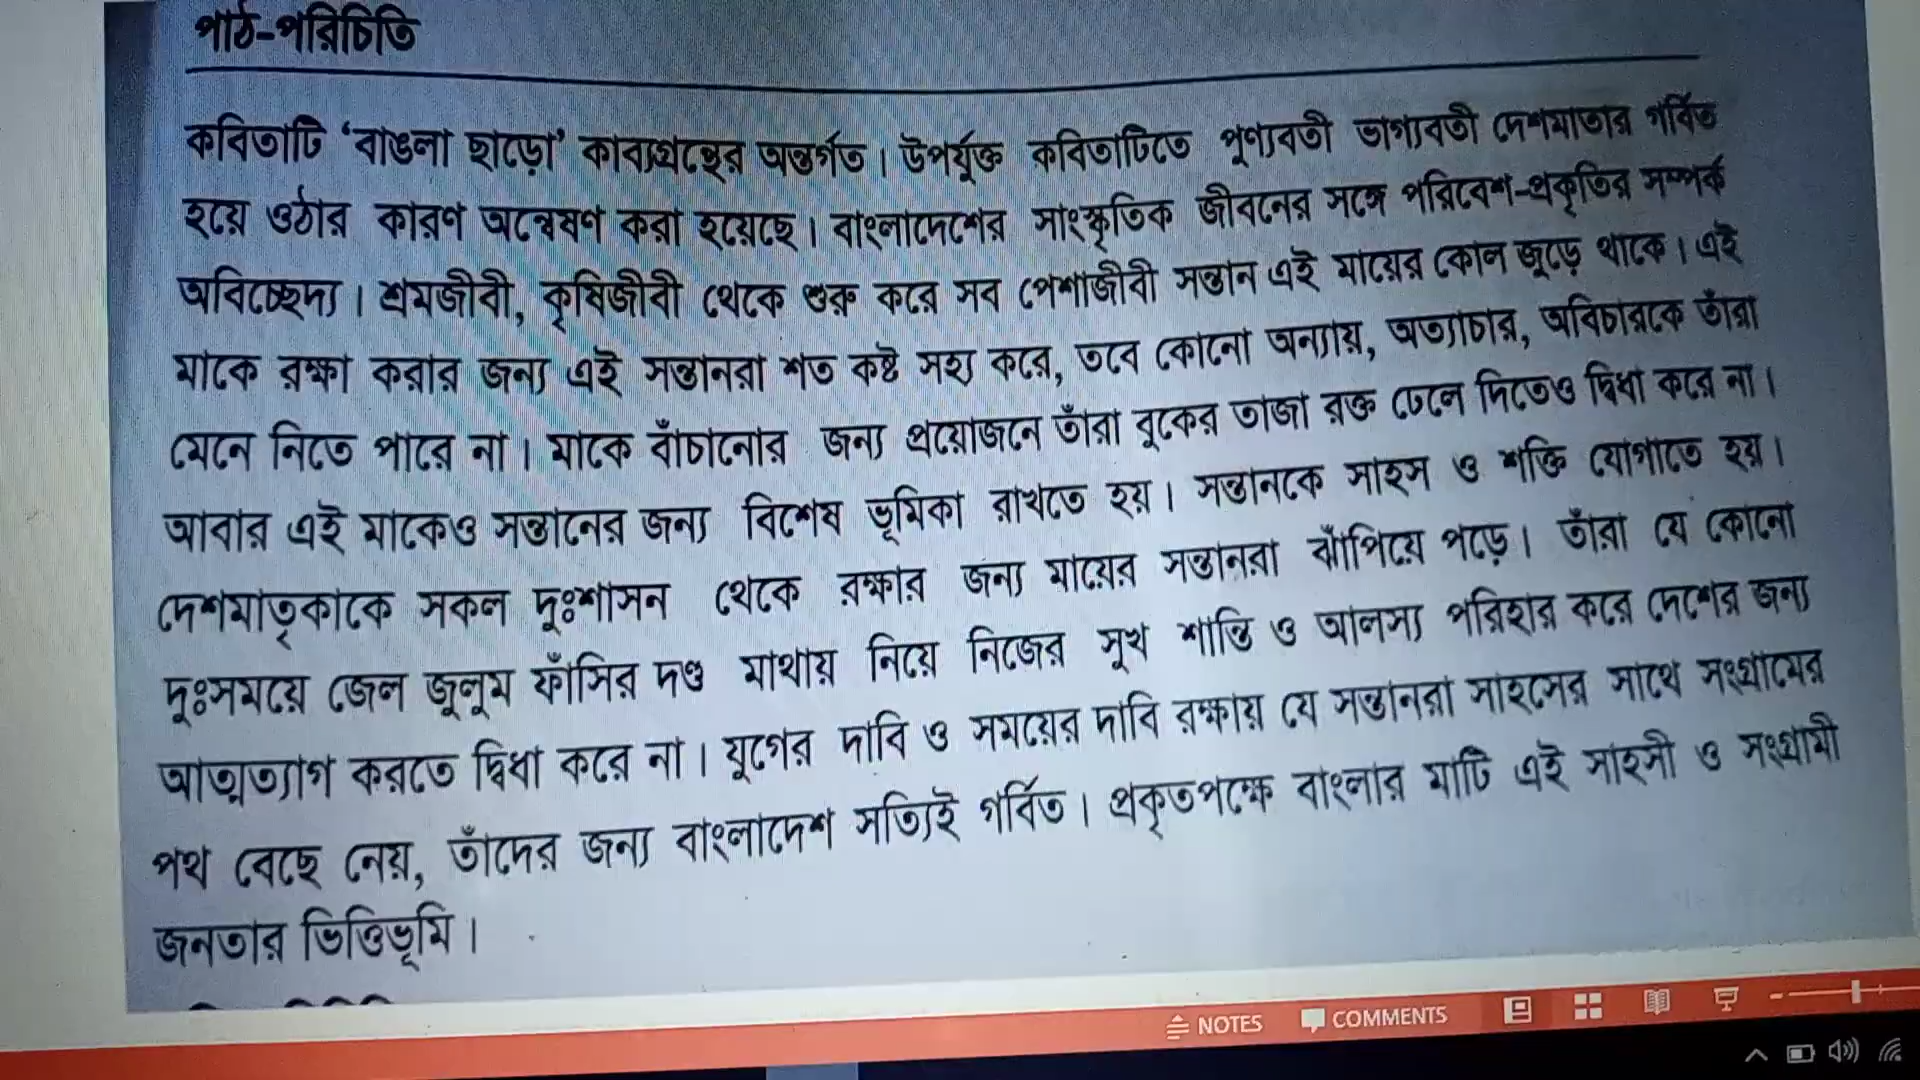 পাঠ-পরিচিতি
কবিতাটি ‘বাঙলা ছাড়ো’ কাব্যগ্রন্থের অন্তর্গত। উপর্যুক্ত কবিতাটিতে পুণ্যবতী ভাগ্যবতী দেশমাতার গর্বিত
হয়ে ওঠার কারণ অন্বেষণ করা হয়েছে। বাংলাদেশের সাংস্কৃতিক জীবনের সঙ্গে পরিবেশ-প্রকৃতির সম্পর্ক
অবিচ্ছেদ্য। শ্রমজীবী, কৃষিজীবী থেকে শুরু করে সব পেশাজীবী সন্তান এই মায়ের কোল জুড়ে থাকে। এই
মাকে রক্ষা করার জন্য এই সন্তানরা শত কষ্ট সহ্য করে, তবে কোনো অন্যায়, অত্যাচার, অবিচারকে তাঁরা
মেনে নিতে পারে না। মাকে বাঁচানোর জন্য প্রয়োজনে তাঁরা বুকের তাজা রক্ত ঢেলে দিতেও দ্বিধা করে না।
আবার এই মাকেও সন্তানের জন্য বিশেষ ভূমিকা রাখতে হয়। সন্তানকে সাহস ও শক্তি যোগাতে হয়।
দেশমাতৃকাকে সকল দুঃশাসন থেকে রক্ষার জন্য মায়ের সন্তানরা ঝাঁপিয়ে পড়ে। তাঁরা যে কোনো
দুঃসময়ে জেল জুলুম ফাঁসির দণ্ড মাথায় নিয়ে নিজের সুখ শান্তি ও আলস্য পরিহার করে দেশের জন্য
আত্মত্যাগ করতে দ্বিধা করে না। যুগের দাবি ও সময়ের দাবি রক্ষায় যে সন্তানরা সাহসের সাথে সংগ্রামের
পথ বেছে নেয়, তাঁদের জন্য বাংলাদেশ সত্যিই গর্বিত। প্রকৃতপক্ষে বাংলার মাটি এই সাহসী ও সংগ্রামী
জনতার ভিত্তিভূমি।
NOTES COMMENTS